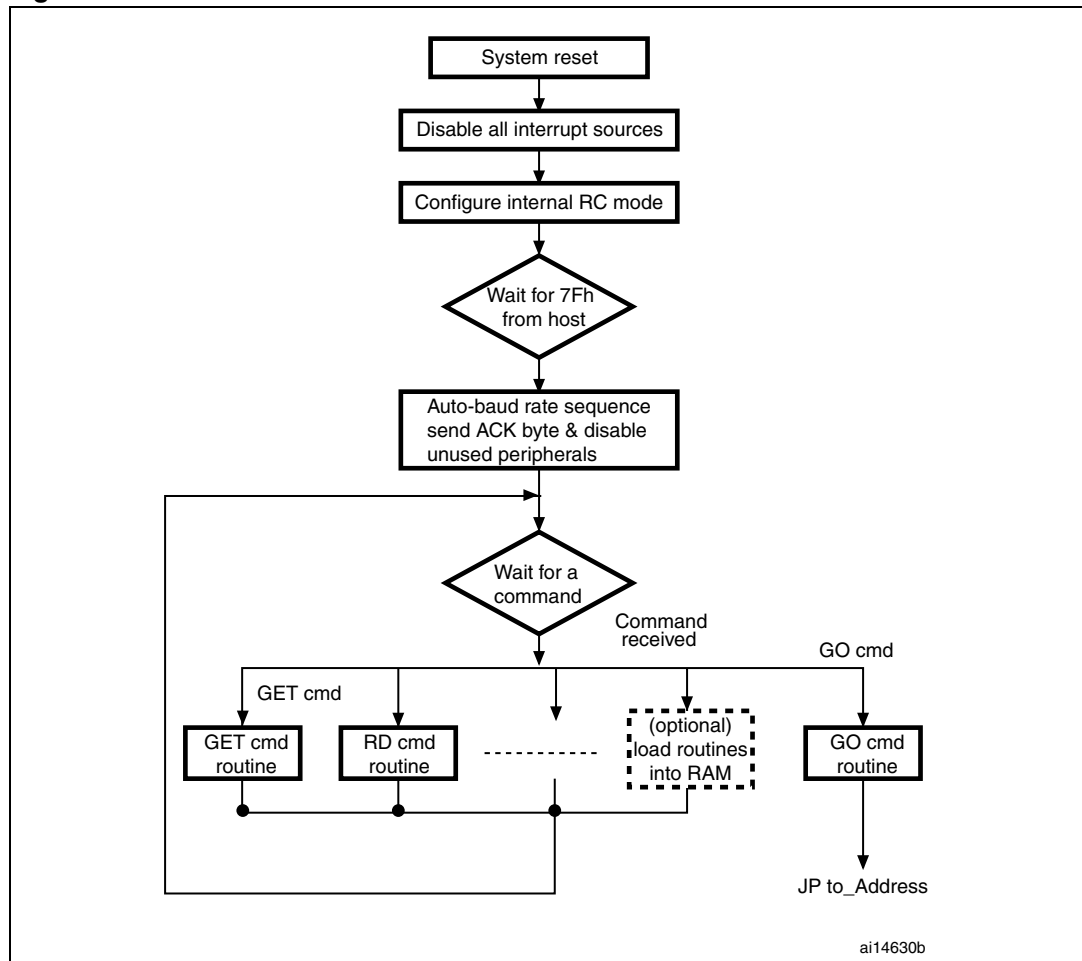 System reset
Disable all interrupt sources
Configure internal RC mode
Wait for 7Fh
from host
Auto-baud rate sequence
send ACK byte & disable
unused peripherals
Wait for a
command
Command
received
GO cmd
GET cmd
GET cmd
routine
RD cmd
routine
(optional)
load routines
into RAM
GO cmd
routine
JP to_Address
ai14630b